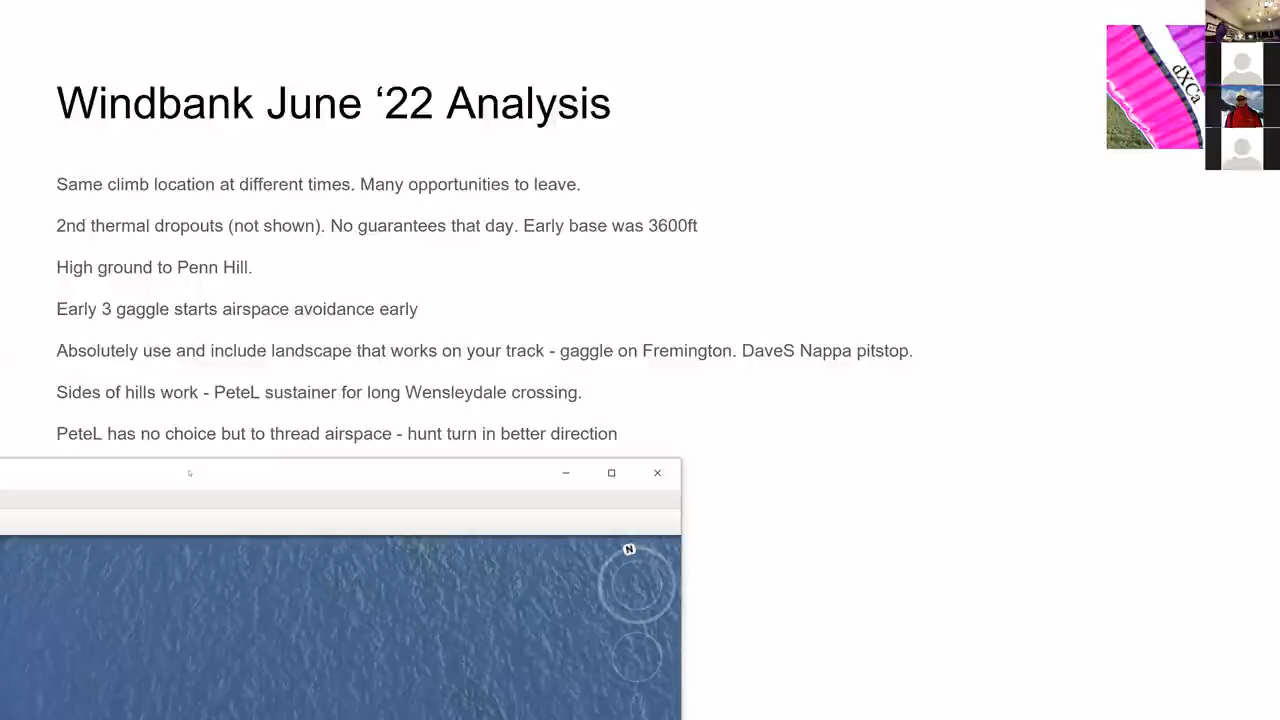 Windbank June ‘22 Analysis
dXCa
Same climb location at different times. Many opportunities to leave.
2nd thermal dropouts (not shown). No guarantees that day. Early base was 3600ft
High ground to Penn Hill.
Early 3 gaggle starts airspace avoidance early
Absolutely use and include landscape that works on your track - gaggle on Fremington. DaveS Nappa pitstop.
Sides of hills work - PeteL sustainer for long Wensleydale crossing.
PeteL has no choice but to thread airspace - hunt turn in better direction
N